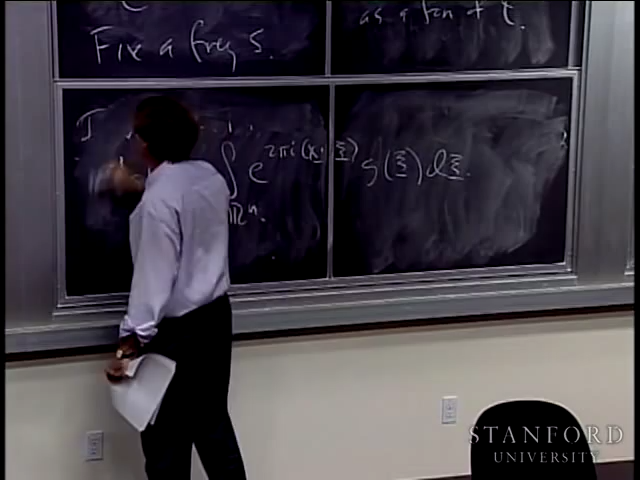 Fix a freq s.
as a fcn of t.
∫ e^{2πi(x·ξ)} g(ξ) dξ.
ℝⁿ.
STANFORD
UNIVERSITY